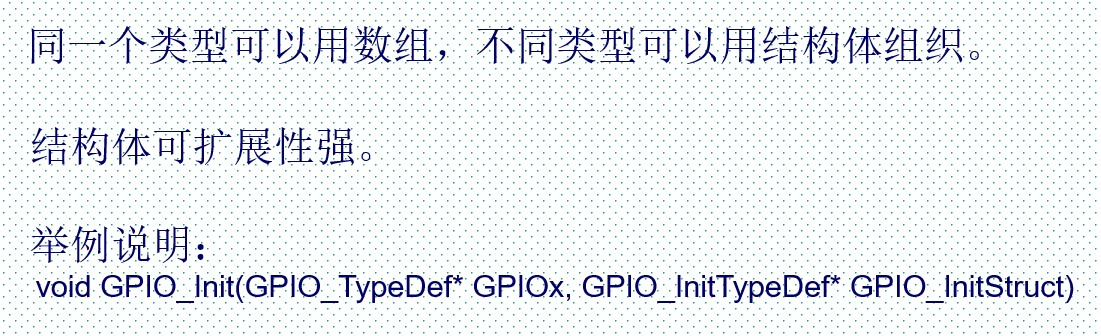 同一个类型可以用数组，不同类型可以用结构体组织。
结构体可扩展性强。
举例说明：
void GPIO_Init(GPIO_TypeDef* GPIOx, GPIO_InitTypeDef* GPIO_InitStruct)